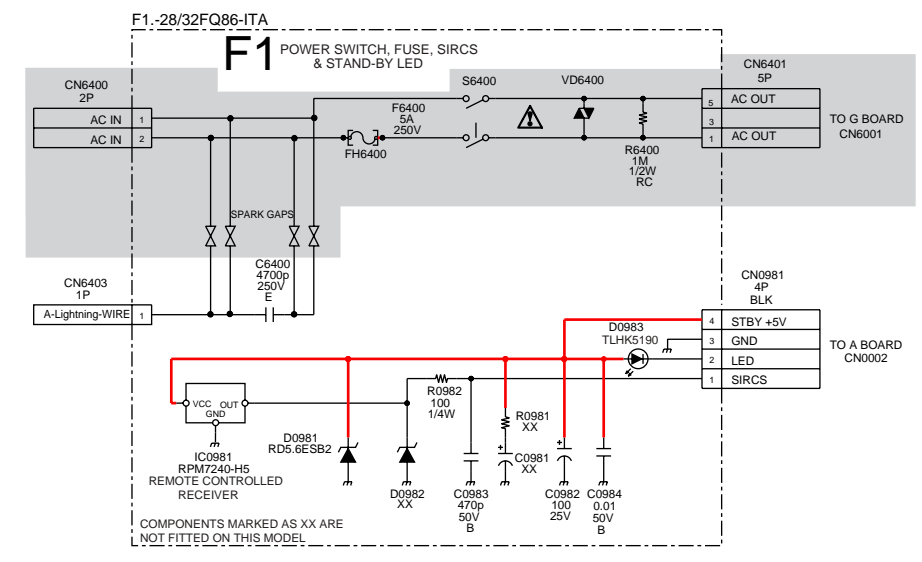 F1.-28/32FQ86-ITA
F1 POWER SWITCH, FUSE, SIRCS
& STAND-BY LED
CN6400
2P
AC IN 1
AC IN 2
F6400
5A
250V
FH6400
S6400
VD6400
R6400
1M
1/2W
RC
CN6401
5P
5 AC OUT
3
1 AC OUT
TO G BOARD
CN6001
SPARK GAPS
C6400
4700p
250V
E
CN6403
1P
A-Lightning-WIRE 1
CN0981
4P
BLK
4 STBY +5V
3 GND
2 LED
1 SIRCS
TO A BOARD
CN0002
D0983
TLHK5190
VCC OUT
GND
IC0981
RPM7240-H5
REMOTE CONTROLLED
RECEIVER
D0981
RD5.6ESB2
R0982
100
1/4W
D0982
XX
C0983
470p
50V
B
R0981
XX
+
C0981
XX
+
C0982
100
25V
C0984
0.01
50V
B
COMPONENTS MARKED AS XX ARE
NOT FITTED ON THIS MODEL